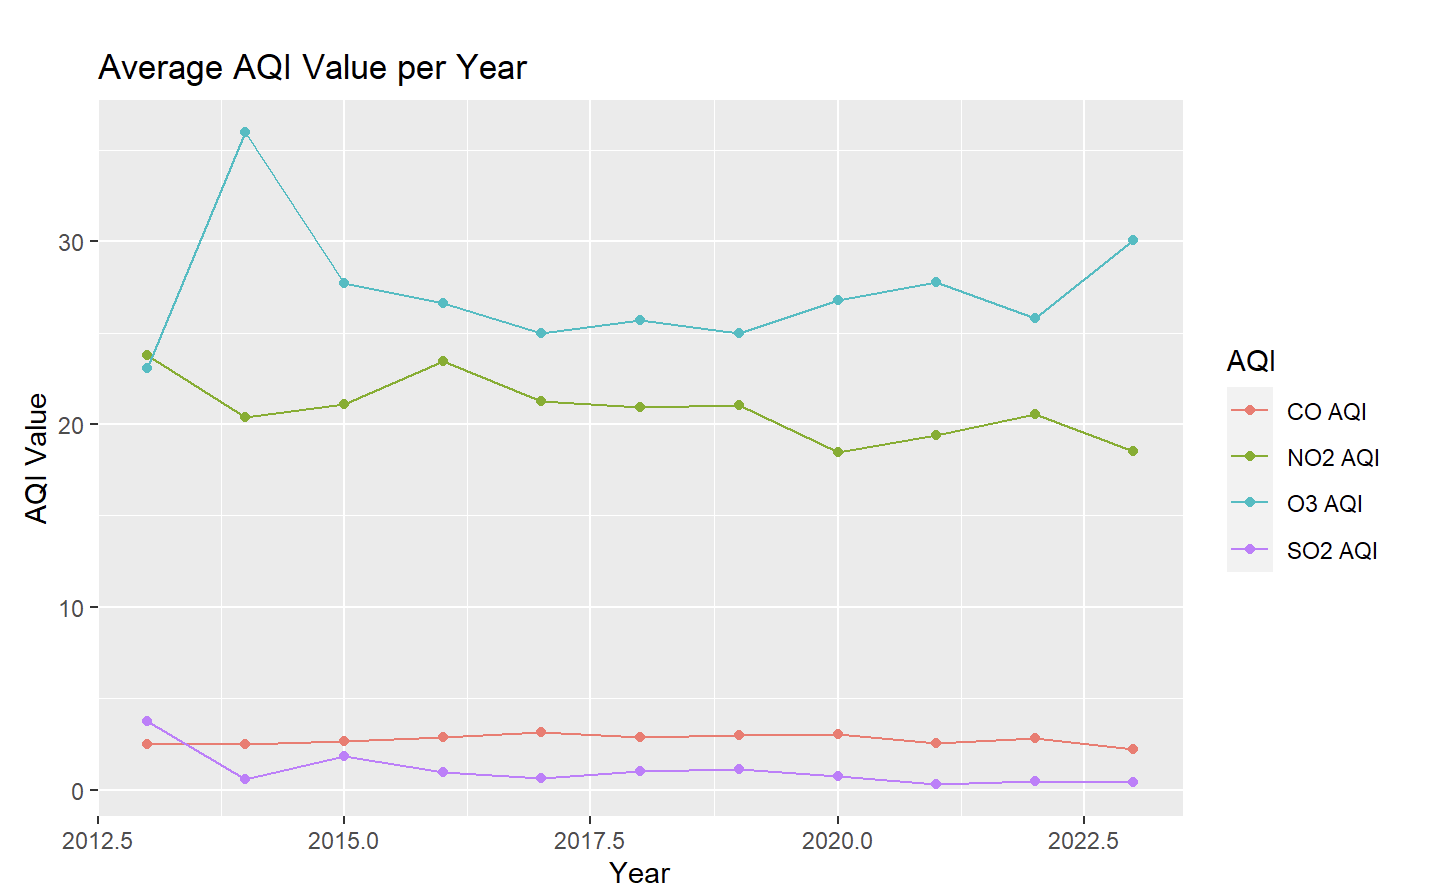 Average AQI Value per Year
AQI Value
30
20
10
0
2012.5
2015.0
2017.5
2020.0
2022.5
Year
AQI
CO AQI
NO2 AQI
O3 AQI
SO2 AQI